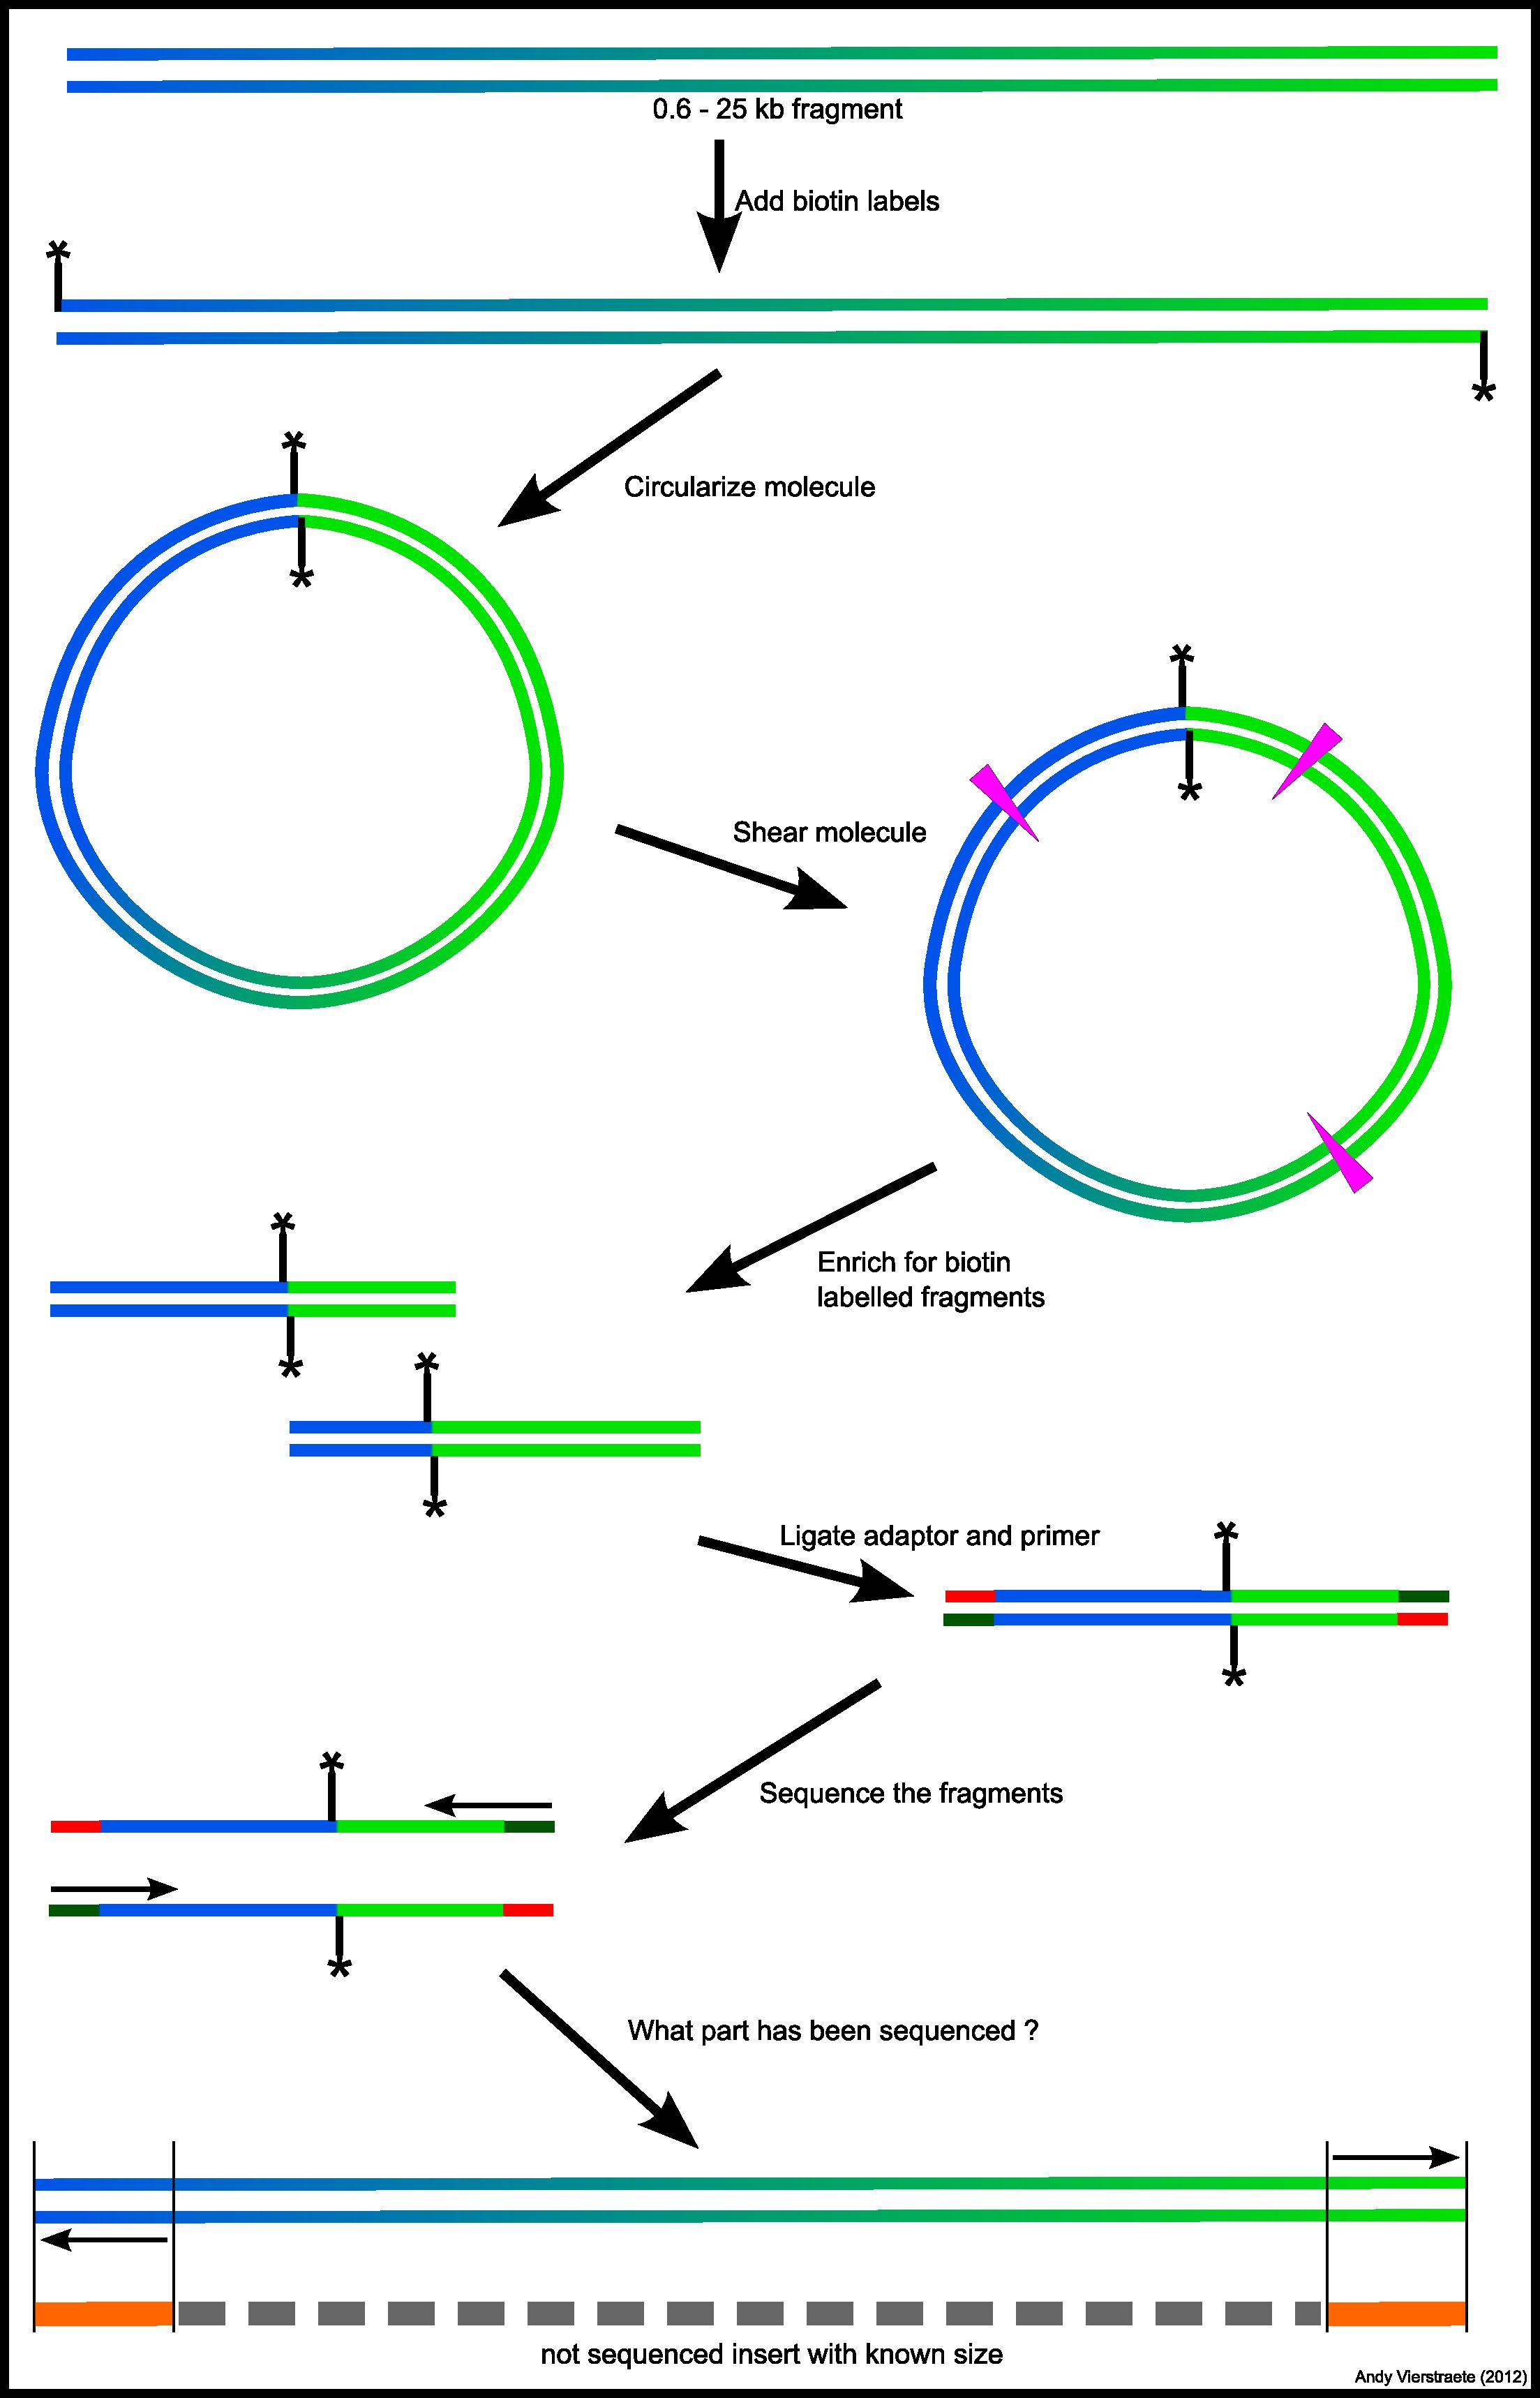 0.6 - 25 kb fragment
Add biotin labels
Circularize molecule
Shear molecule
Enrich for biotin
labelled fragments
Ligate adaptor and primer
Sequence the fragments
What part has been sequenced ?
not sequenced insert with known size
Andy Vierstraete (2012)